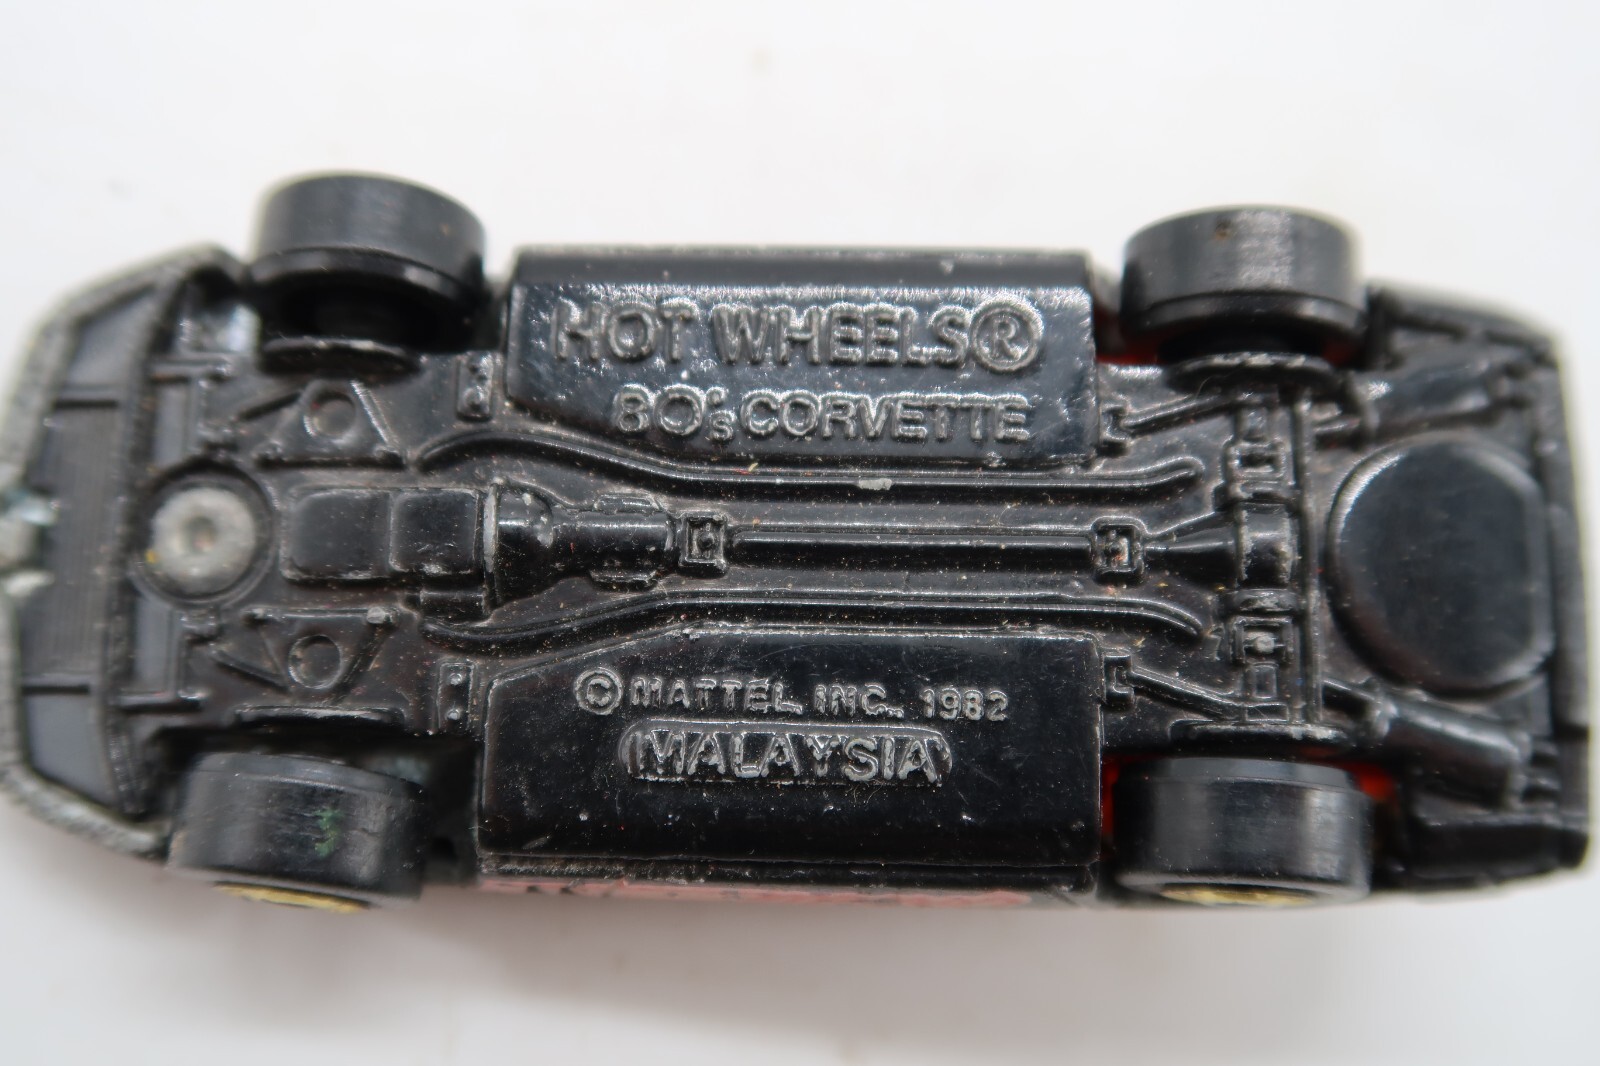 HOT WHEELS®
80's CORVETTE
© MATTEL INC. 1982
MALAYSIA